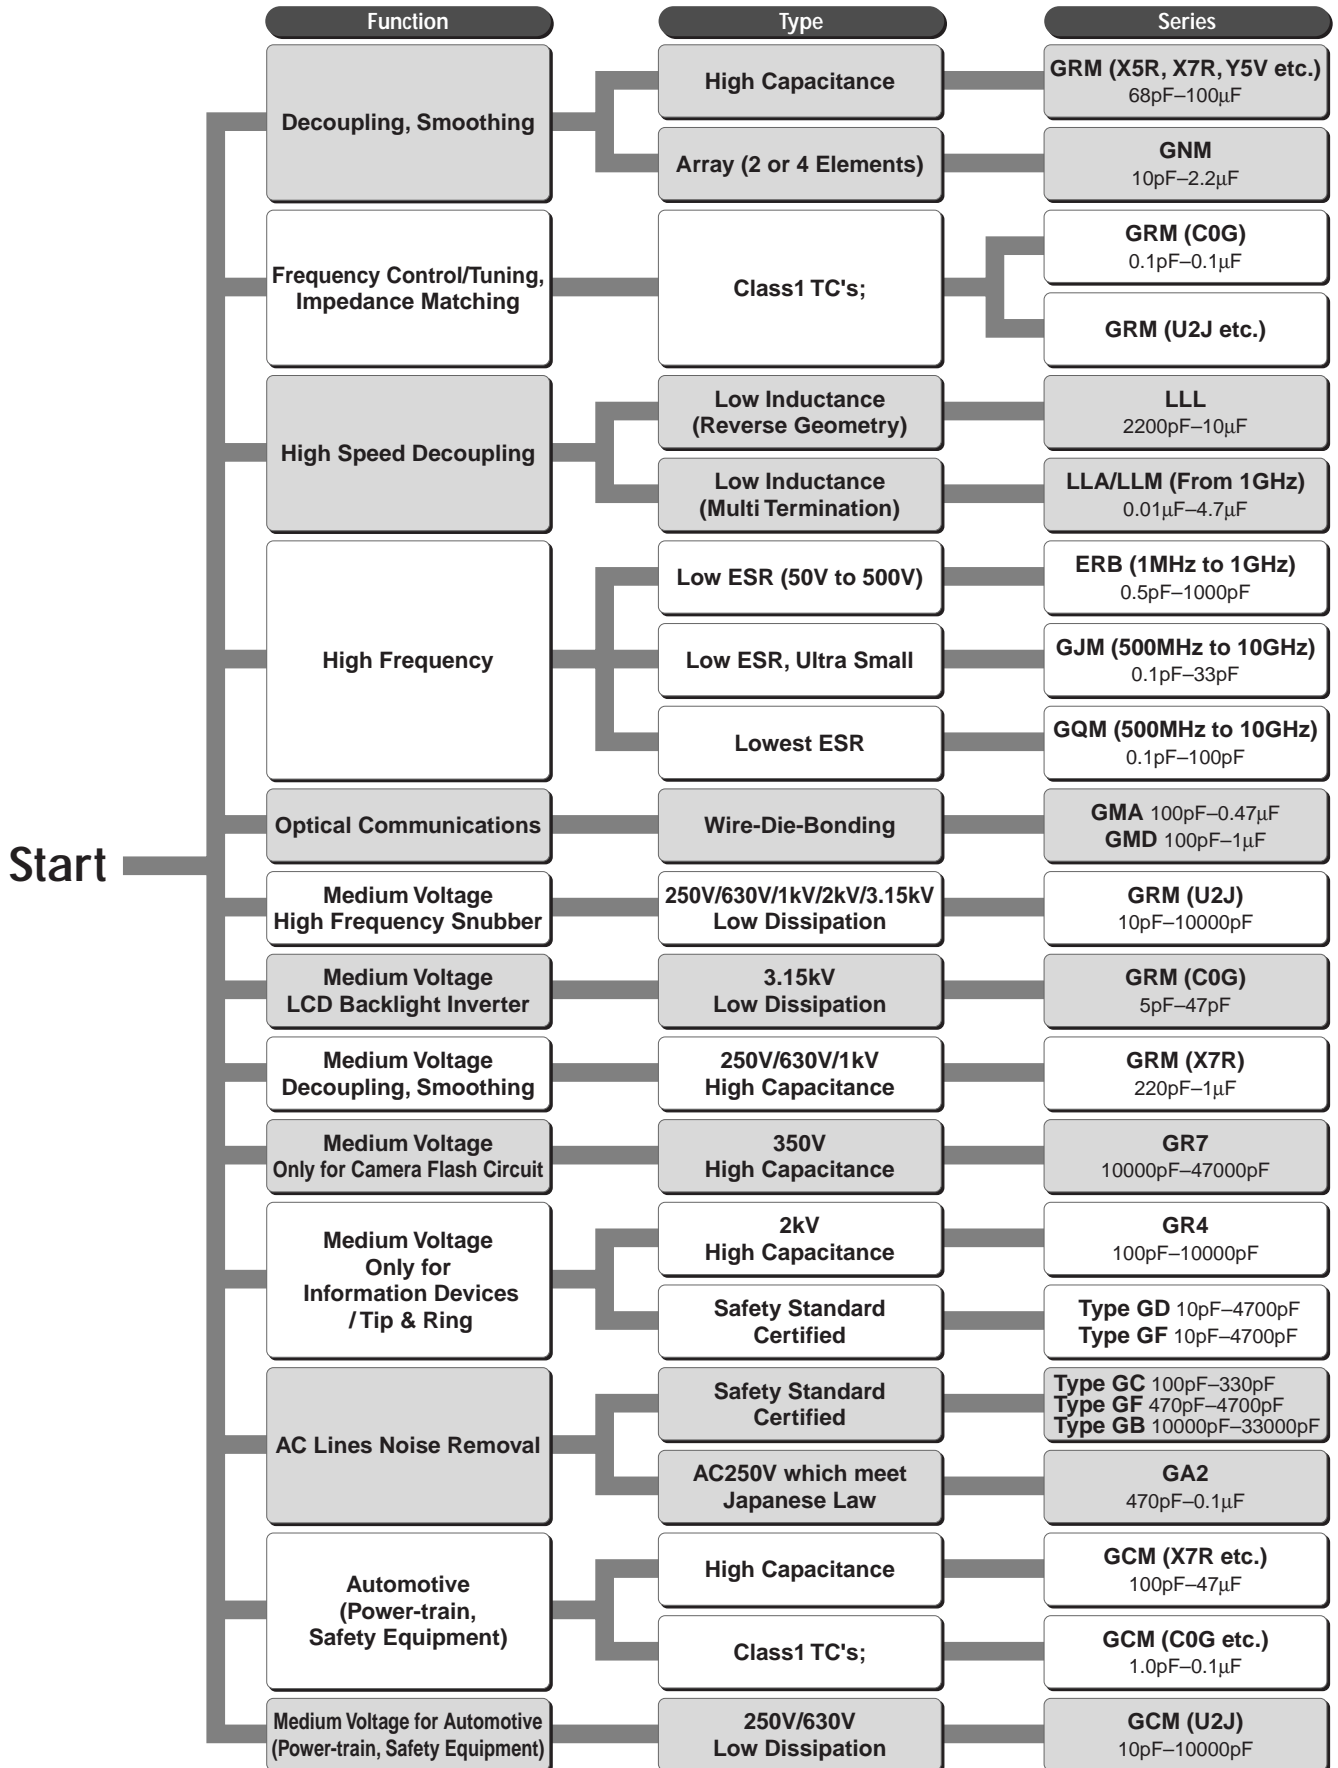 Function
Type
Series
Decoupling, Smoothing
High Capacitance
GRM (X5R, X7R, Y5V etc.)
68pF–100µF
Array (2 or 4 Elements)
GNM
10pF–2.2µF
Frequency Control/Tuning,
Impedance Matching
Class1 TC's;
GRM (C0G)
0.1pF–0.1µF
GRM (U2J etc.)
High Speed Decoupling
Low Inductance
(Reverse Geometry)
LLL
2200pF–10µF
Low Inductance
(Multi Termination)
LLA/LLM (From 1GHz)
0.01µF–4.7µF
High Frequency
Low ESR (50V to 500V)
ERB (1MHz to 1GHz)
0.5pF–1000pF
Low ESR, Ultra Small
GJM (500MHz to 10GHz)
0.1pF–33pF
Lowest ESR
GQM (500MHz to 10GHz)
0.1pF–100pF
Start
Optical Communications
Wire-Die-Bonding
GMA 100pF–0.47µF
GMD 100pF–1µF
Medium Voltage
High Frequency Snubber
250V/630V/1kV/2kV/3.15kV
Low Dissipation
GRM (U2J)
10pF–10000pF
Medium Voltage
LCD Backlight Inverter
3.15kV
Low Dissipation
GRM (C0G)
5pF–47pF
Medium Voltage
Decoupling, Smoothing
250V/630V/1kV
High Capacitance
GRM (X7R)
220pF–1µF
Medium Voltage
Only for Camera Flash Circuit
350V
High Capacitance
GR7
10000pF–47000pF
Medium Voltage
Only for
Information Devices
/ Tip & Ring
2kV
High Capacitance
GR4
100pF–10000pF
Safety Standard
Certified
Type GD 10pF–4700pF
Type GF 10pF–4700pF
AC Lines Noise Removal
Safety Standard
Certified
Type GC 100pF–330pF
Type GF 470pF–4700pF
Type GB 10000pF–33000pF
AC250V which meet
Japanese Law
GA2
470pF–0.1µF
Automotive
(Power-train,
Safety Equipment)
High Capacitance
GCM (X7R etc.)
100pF–47µF
Class1 TC's;
GCM (C0G etc.)
1.0pF–0.1µF
Medium Voltage for Automotive
(Power-train, Safety Equipment)
250V/630V
Low Dissipation
GCM (U2J)
10pF–10000pF